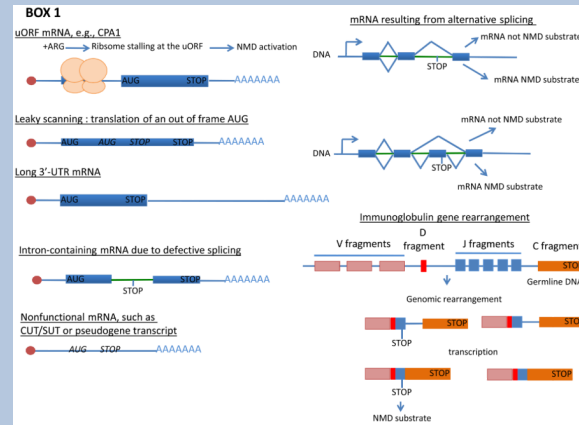 BOX 1
uORF mRNA, e.g., CPA1
+ARG Ribsome stalling at the uORF NMD activation
AUG STOP AAAAAAA
Leaky scanning : translation of an out of frame AUG
AUG AUG STOP STOP AAAAAAA
Long 3'-UTR mRNA
AUG STOP AAAAAAA
Intron-containing mRNA due to defective splicing
AUG STOP AAAAAAA
STOP
Nonfunctional mRNA, such as
CUT/SUT or pseudogene transcript
AUG STOP AAAAAAA
mRNA resulting from alternative splicing
mRNA not NMD substrate
DNA
STOP
mRNA NMD substrate
mRNA not NMD substrate
DNA
STOP
mRNA NMD substrate
Immunoglobulin gene rearrangement
D
V fragments fragment J fragments C fragment
STOP
Germline DNA
Genomic rearrangement
STOP STOP
STOP
transcription
STOP STOP
STOP
NMD substrate